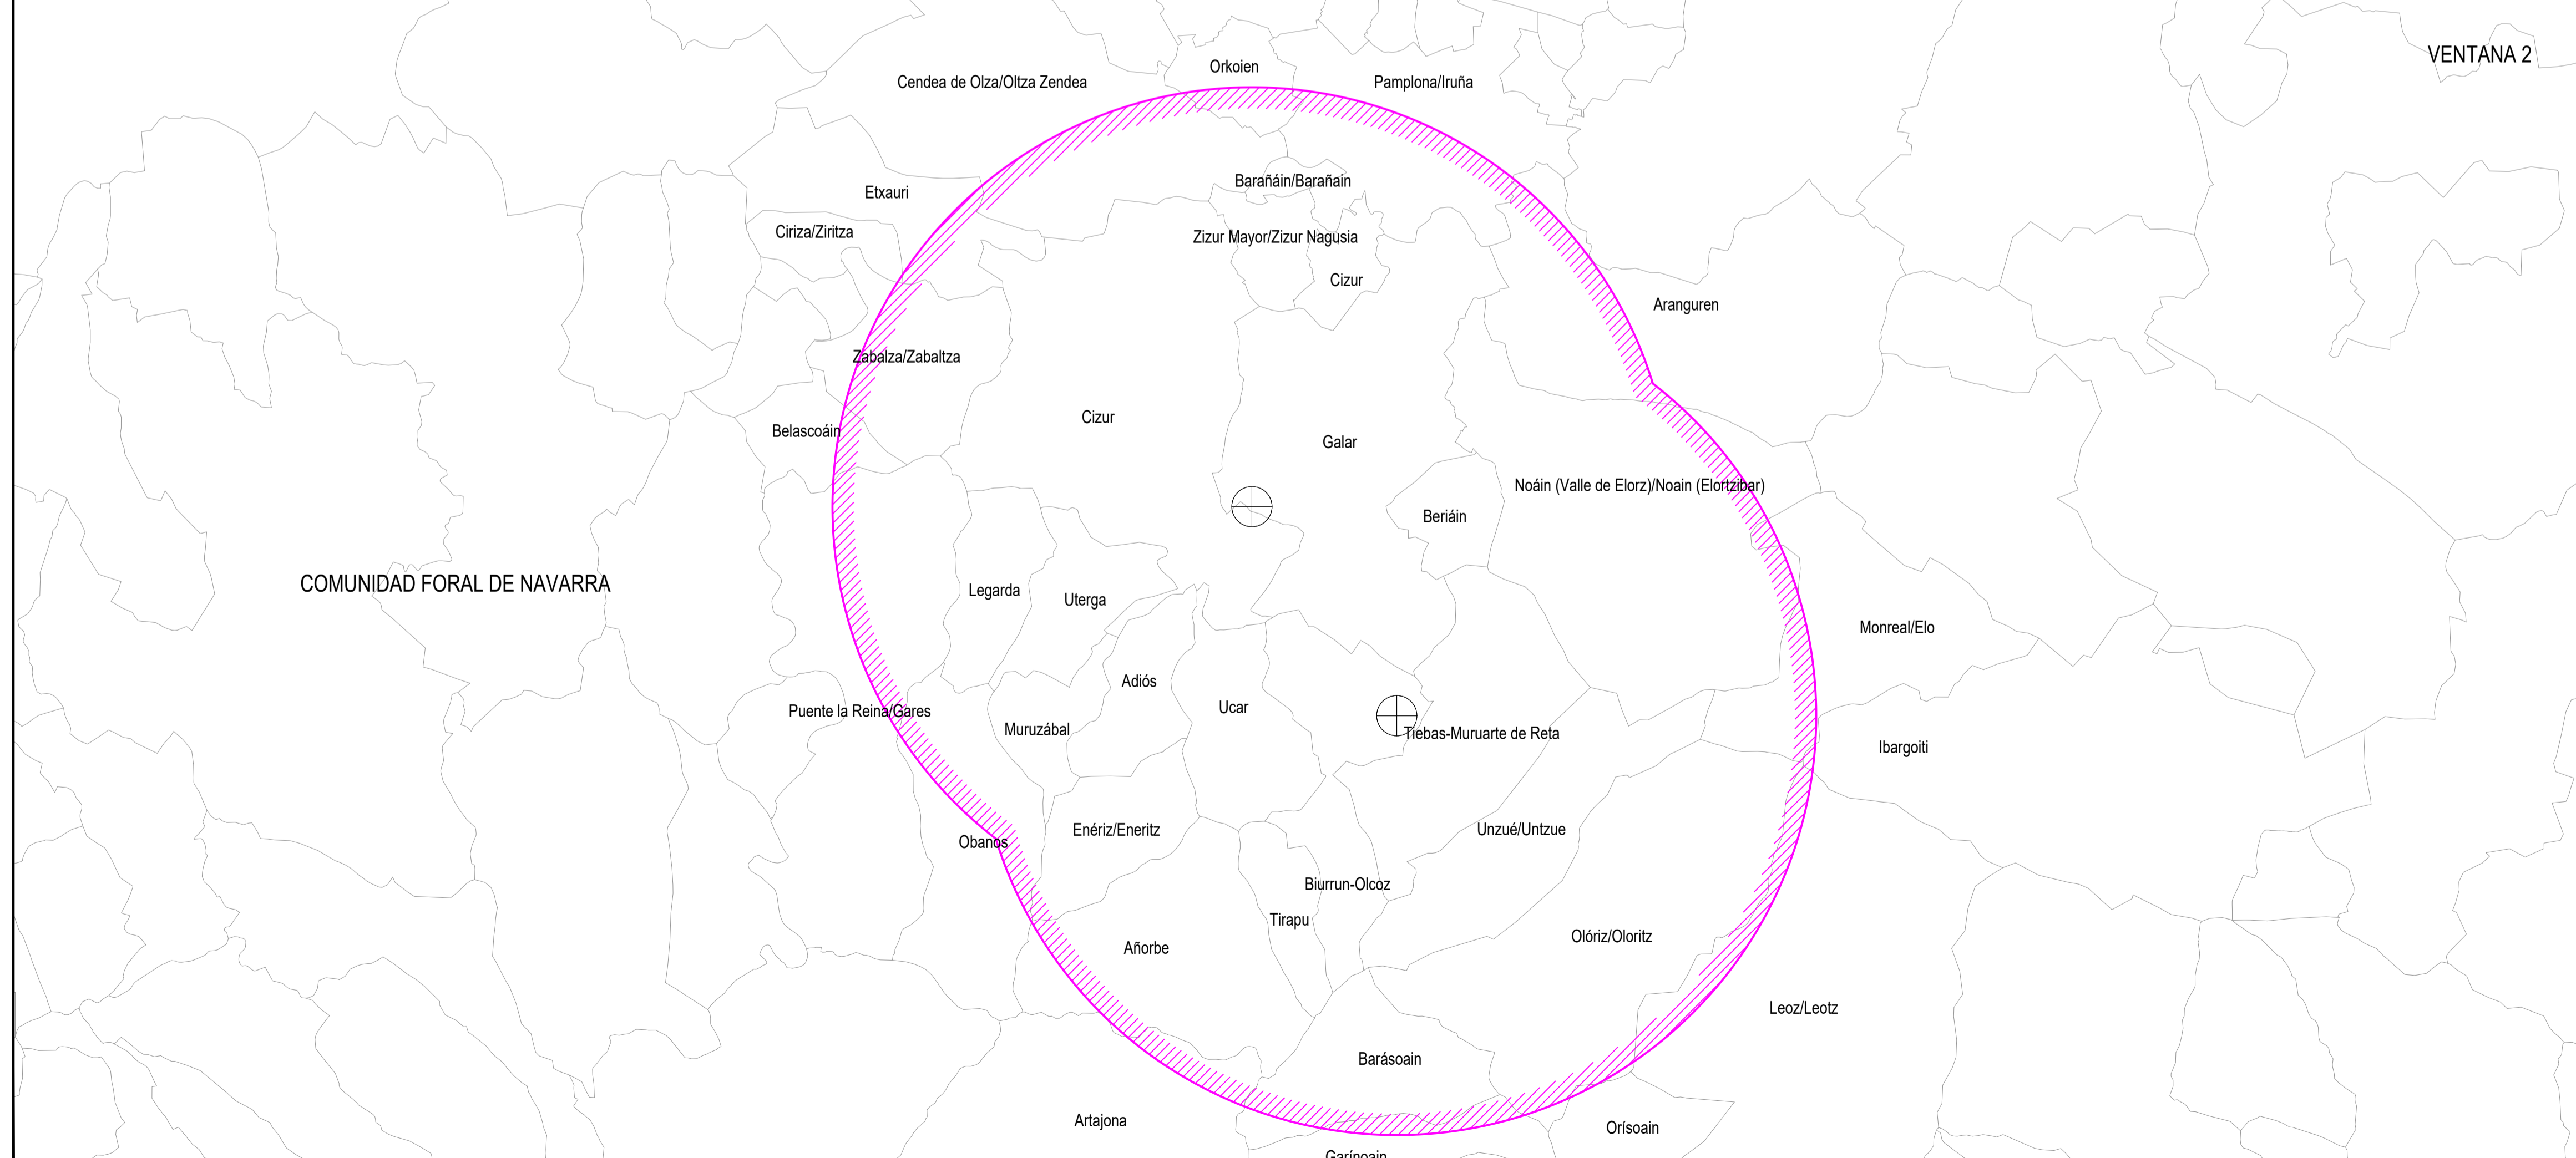 VENTANA 2
Orkoien
Cendea de Olza/Oltza Zendea
Pamplona/Iruña
Barañáin/Barañain
Etxauri
Ciriza/Ziritza
Zizur Mayor/Zizur Nagusia
Cizur
Aranguren
Zabalza/Zabaltza
Cizur
Belascoáin
Galar
Noáin (Valle de Elorz)/Noain (Elortzibar)
Beriáin
COMUNIDAD FORAL DE NAVARRA
Legarda
Uterga
Monreal/Elo
Adiós
Ucar
Puente la Reina/Gares
Muruzábal
Tiebas-Muruarte de Reta
Ibargoiti
Enériz/Eneritz
Unzué/Untzue
Obanos
Biurrun-Olcoz
Tirapu
Olóriz/Oloritz
Añorbe
Leoz/Leotz
Barásoain
Artajona
Orísoain
Garínoain